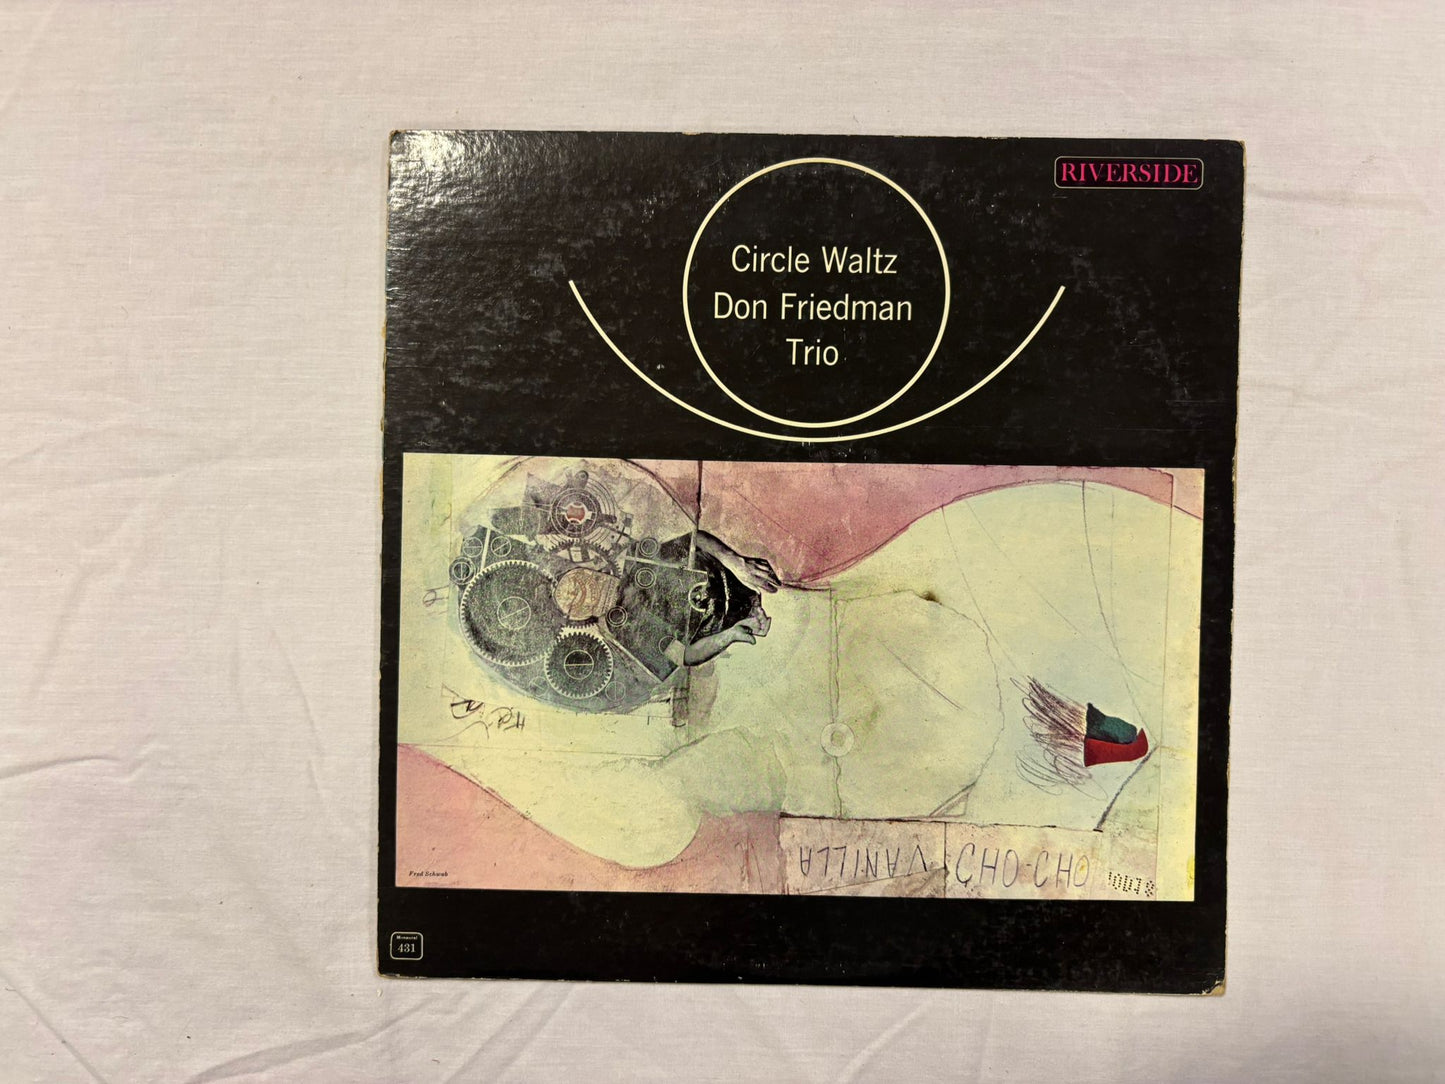 RIVERSIDE
Circle Waltz
Don Friedman
Trio
VANILLA CHO-CHO
Fred Schwab
Monaural
431